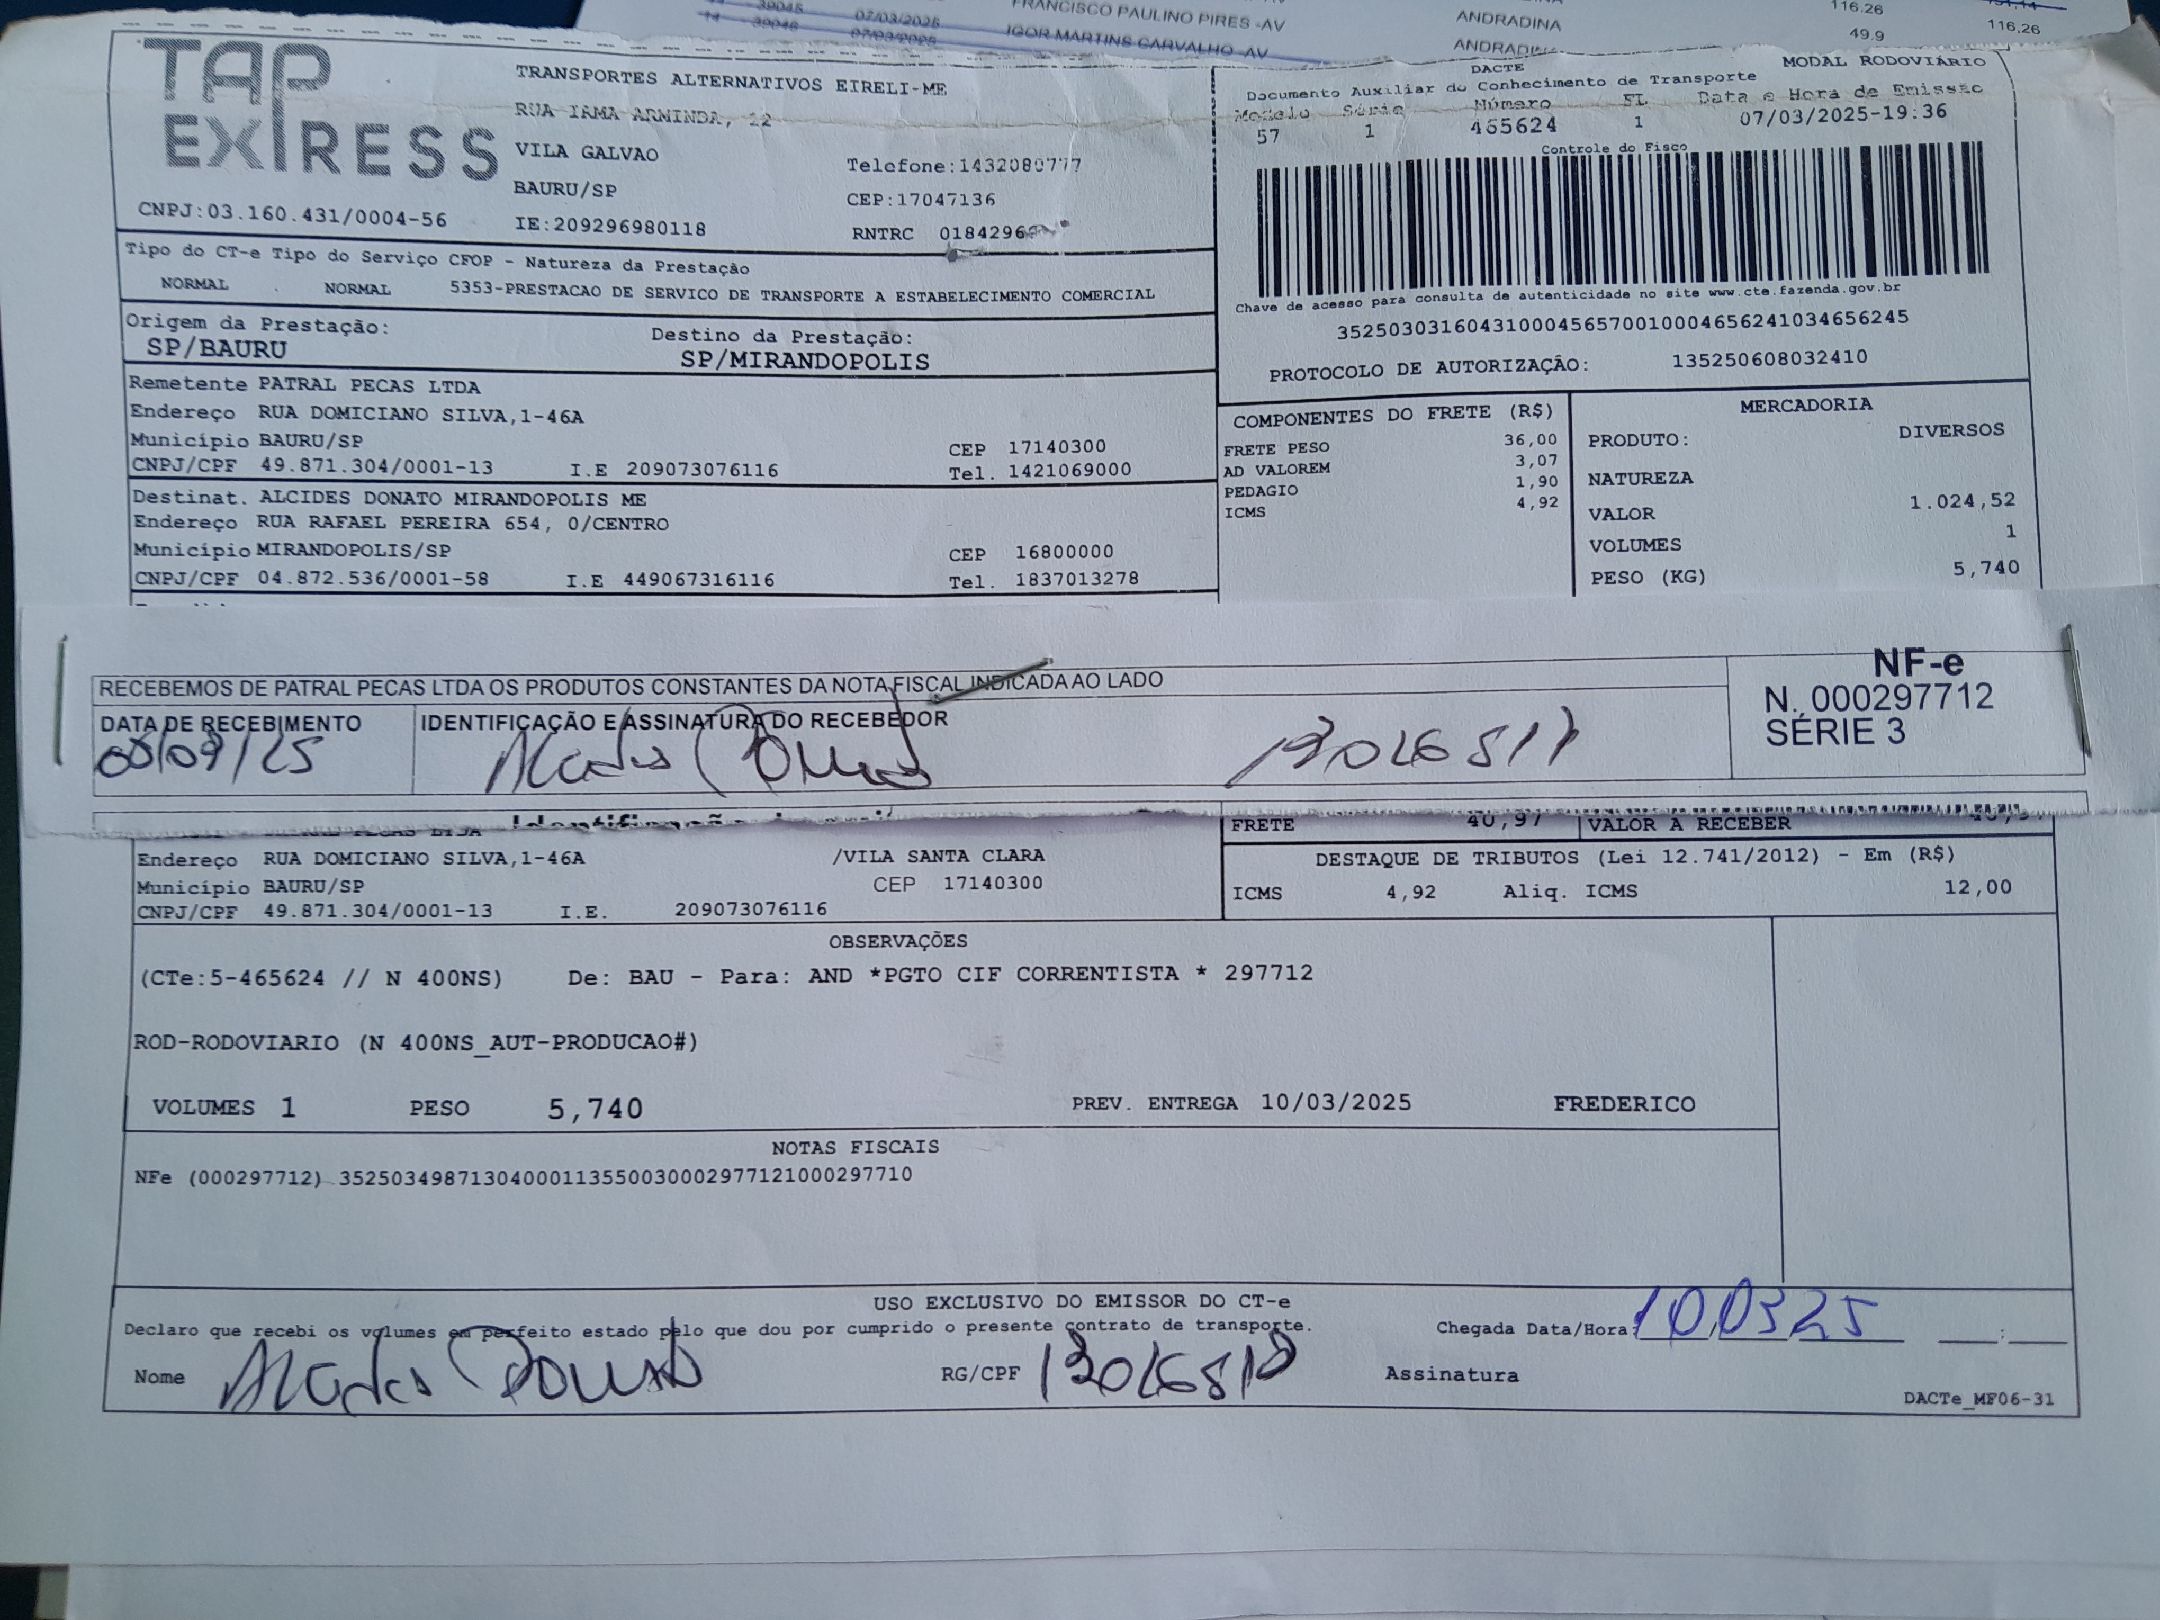 FRANCISCO PAULINO PIRES -AV ANDRADINA 116.26
14 39046 07/03/2025 IGOR MARTINS CARVALHO -AV ANDRADINA 49.9 116,26
TAP
EXPRESS
CNPJ:03.160.431/0004-56
TRANSPORTES ALTERNATIVOS EIRELI-ME
RUA IRMA ARMINDA,
VILA GALVAO Telefone:1432080777
BAURU/SP CEP:17047136
IE:209296980118 RNTRC 0184296
DACTE MODAL RODOVIÁRIO
Documento Auxiliar do Conhecimento de Transporte
Modelo Série Número FL Data e Hora de Emissão
57 1 465624 1 07/03/2025-19:36
Controle do Fisco
Chave de acesso para consulta de autenticidade no site www.cte.fazenda.gov.br
35250303160431000456570010004656241034656245
PROTOCOLO DE AUTORIZAÇÃO: 135250608032410
Tipo do CT-e Tipo do Serviço CFOP - Natureza da Prestação
NORMAL NORMAL 5353-PRESTACAO DE SERVICO DE TRANSPORTE A ESTABELECIMENTO COMERCIAL
Origem da Prestação: Destino da Prestação:
SP/BAURU SP/MIRANDOPOLIS
Remetente PATRAL PECAS LTDA
Endereço RUA DOMICIANO SILVA,1-46A
Município BAURU/SP CEP 17140300
CNPJ/CPF 49.871.304/0001-13 I.E 209073076116 Tel. 1421069000
Destinat. ALCIDES DONATO MIRANDOPOLIS ME
Endereço RUA RAFAEL PEREIRA 654, 0/CENTRO
Município MIRANDOPOLIS/SP CEP 16800000
CNPJ/CPF 04.872.536/0001-58 I.E 449067316116 Tel. 1837013278
COMPONENTES DO FRETE (R$)
FRETE PESO 36,00
AD VALOREM 3,07
PEDAGIO 1,90
ICMS 4,92
MERCADORIA
PRODUTO: DIVERSOS
NATUREZA
VALOR 1.024,52
VOLUMES 1
PESO (KG) 5,740
RECEBEMOS DE PATRAL PECAS LTDA OS PRODUTOS CONSTANTES DA NOTA FISCAL INDICADA AO LADO
DATA DE RECEBIMENTO IDENTIFICAÇÃO E ASSINATURA DO RECEBEDOR
NF-e
N. 000297712
SÉRIE 3
FRETE 40,97 VALOR A RECEBER
Endereço RUA DOMICIANO SILVA,1-46A /VILA SANTA CLARA
Município BAURU/SP CEP 17140300
CNPJ/CPF 49.871.304/0001-13 I.E. 209073076116
DESTAQUE DE TRIBUTOS (Lei 12.741/2012) - Em (R$)
ICMS 4,92 Aliq. ICMS 12,00
OBSERVAÇÕES
(CTe:5-465624 // N 400NS) De: BAU - Para: AND *PGTO CIF CORRENTISTA * 297712
ROD-RODOVIARIO (N 400NS_AUT-PRODUCAO#)
VOLUMES 1 PESO 5,740 PREV. ENTREGA 10/03/2025 FREDERICO
NOTAS FISCAIS
NFe (000297712) 35250349871304000113550030002977121000297710
USO EXCLUSIVO DO EMISSOR DO CT-e
Declaro que recebi os volumes em perfeito estado pelo que dou por cumprido o presente contrato de transporte. Chegada Data/Hora: 100325 :
Nome RG/CPF Assinatura
DACTe_MF06-31